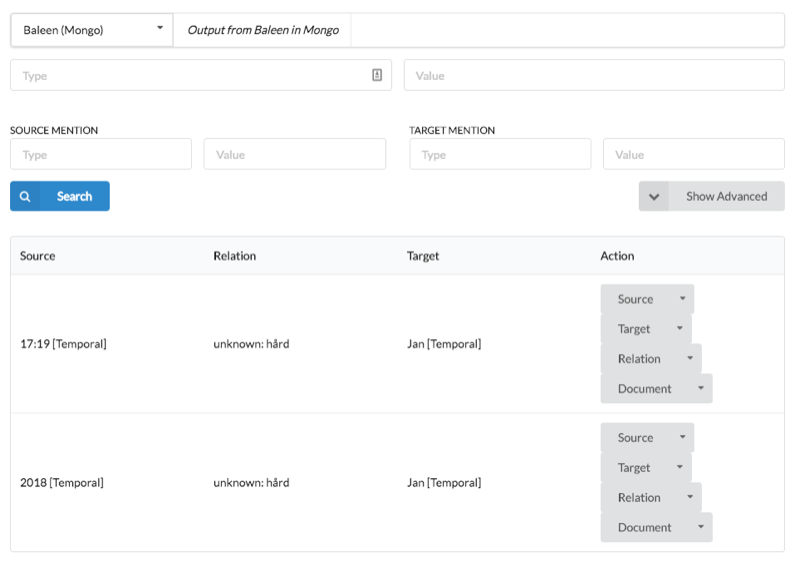 Baleen (Mongo) Output from Baleen in Mongo
Type Value
SOURCE MENTION TARGET MENTION
Type Value Type Value
Search Show Advanced
Source Relation Target Action
17:19 [Temporal] unknown: hård Jan [Temporal]
Source
Target
Relation
Document
2018 [Temporal] unknown: hård Jan [Temporal]
Source
Target
Relation
Document